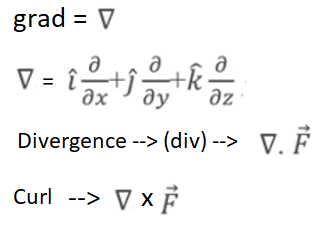 grad = ∇
∇ = î ∂/∂x + ĵ ∂/∂y + k̂ ∂/∂z
Divergence --> (div) --> ∇. F⃗
Curl --> ∇ x F⃗